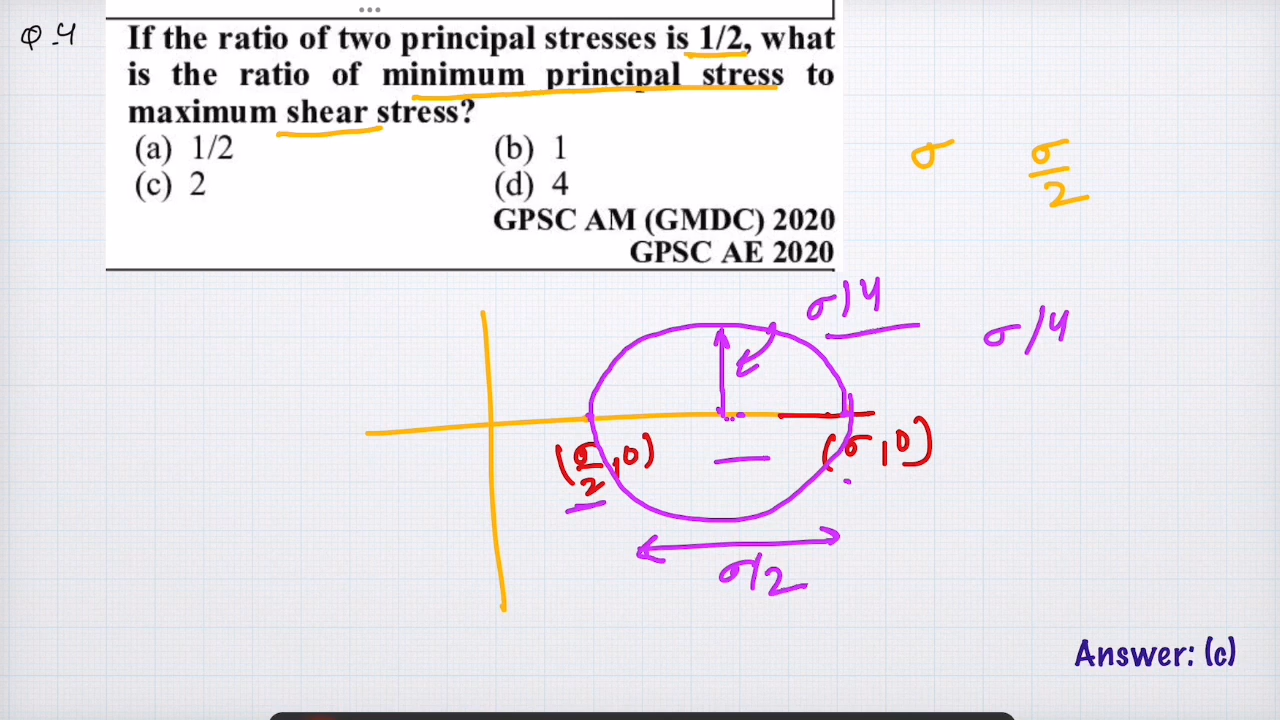 Q-4
If the ratio of two principal stresses is 1/2, what
is the ratio of minimum principal stress to
maximum shear stress?
(a) 1/2
(b) 1
(c) 2
(d) 4
GPSC AM (GMDC) 2020
GPSC AE 2020
σ
σ/2
σ/4
σ/4
(σ/2,0)
(σ,0)
σ/2
Answer: (c)